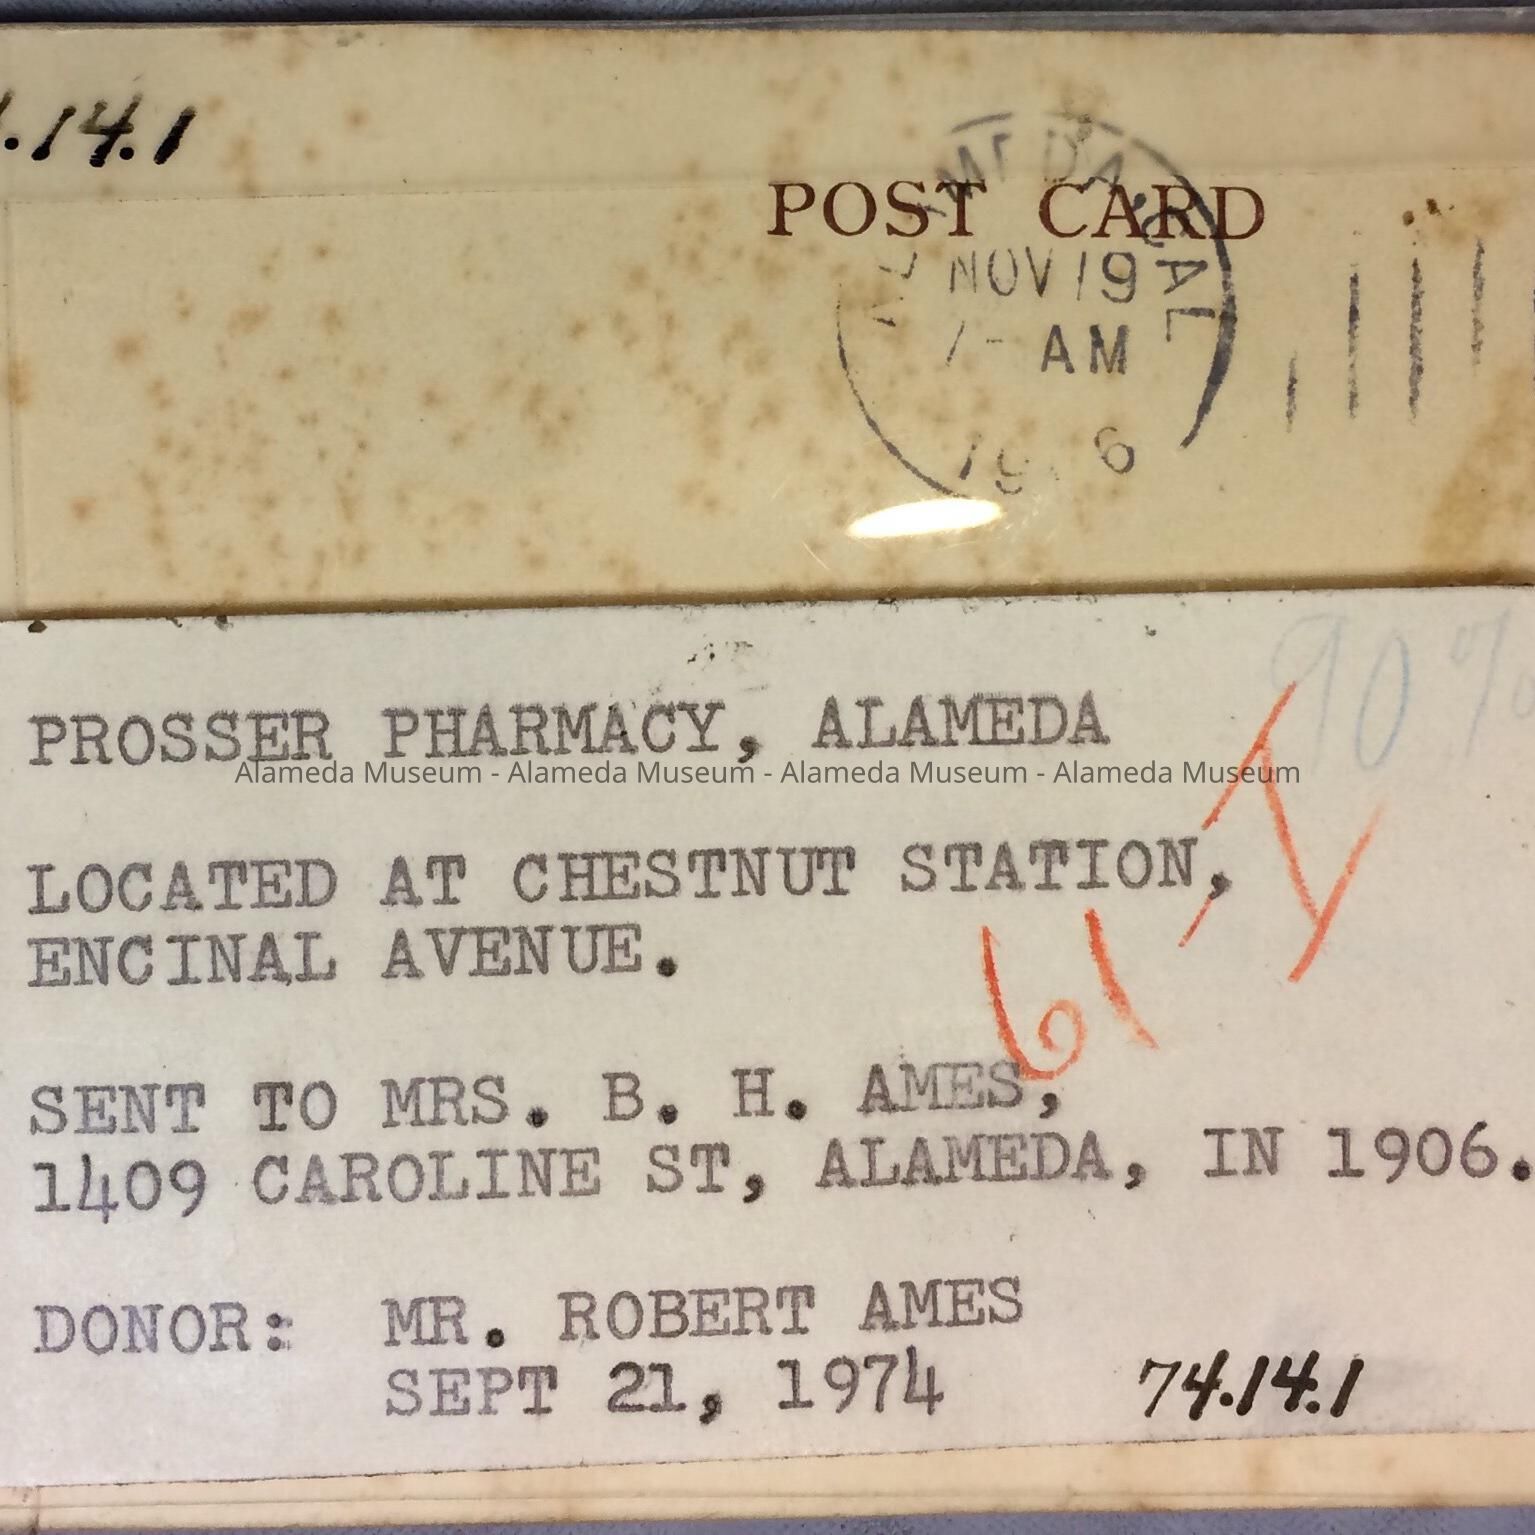 .14.1
POST CARD
NOV 19
AM
PROSSER PHARMACY, ALAMEDA
Alameda Museum - Alameda Museum - Alameda Museum - Alameda Museum
LOCATED AT CHESTNUT STATION,
ENCINAL AVENUE.
90%
SENT TO MRS. B. H. AMES,
1409 CAROLINE ST, ALAMEDA, IN 1906.
DONOR: MR. ROBERT AMES
SEPT 21, 1974
74.14.1